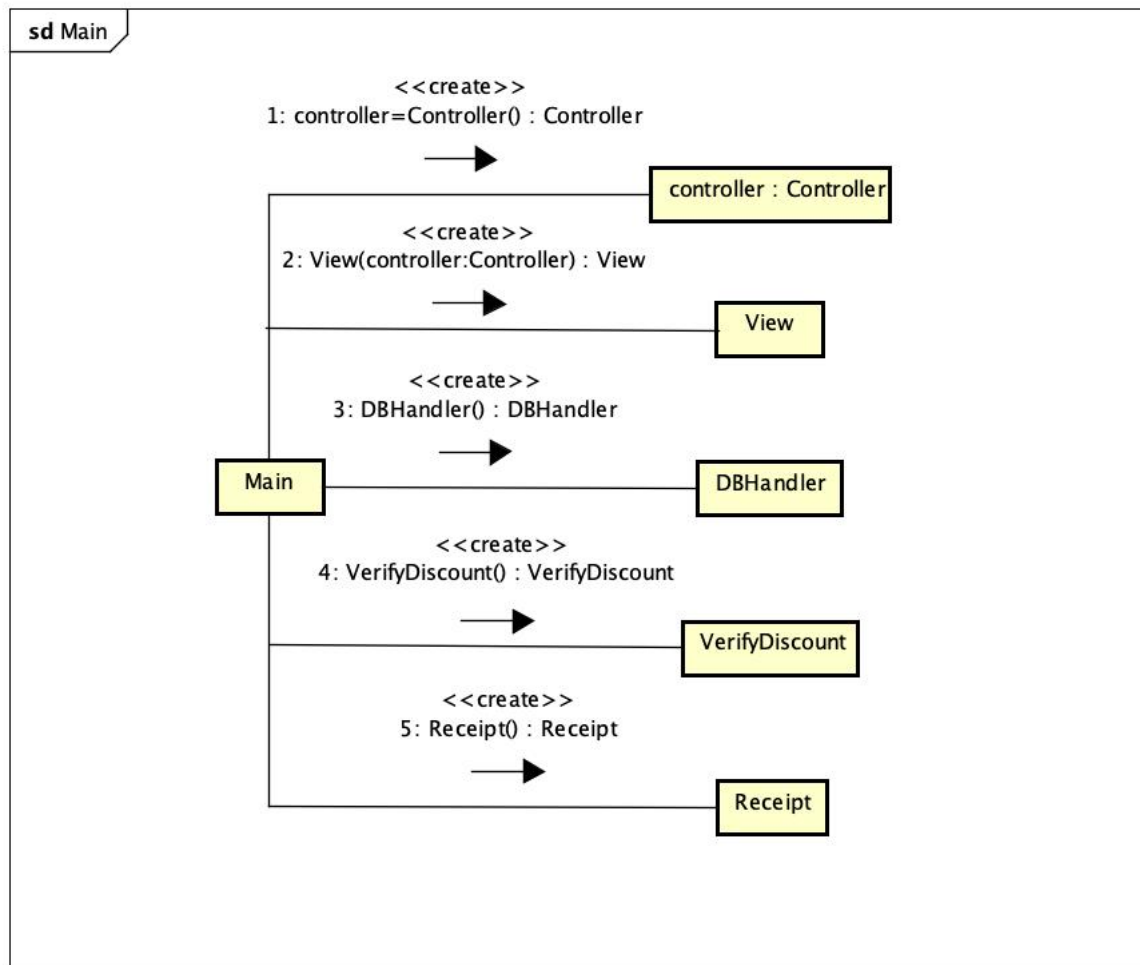 sd Main
<<create>>
1: controller=Controller() : Controller
controller : Controller
<<create>>
2: View(controller:Controller) : View
View
<<create>>
3: DBHandler() : DBHandler
Main
DBHandler
<<create>>
4: VerifyDiscount() : VerifyDiscount
VerifyDiscount
<<create>>
5: Receipt() : Receipt
Receipt